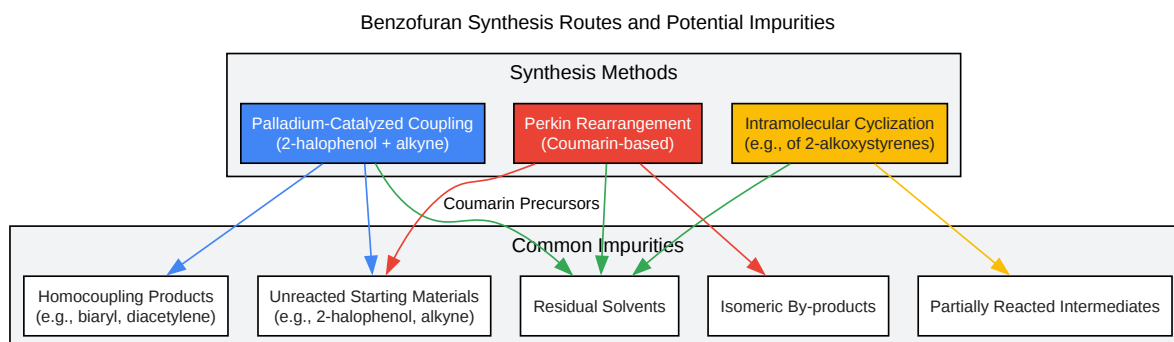 Benzofuran Synthesis Routes and Potential Impurities
Synthesis Methods
Palladium-Catalyzed Coupling
(2-halophenol + alkyne)
Perkin Rearrangement
(Coumarin-based)
Intramolecular Cyclization
(e.g., of 2-alkoxystyrenes)
Coumarin Precursors
Common Impurities
Homocoupling Products
(e.g., biaryl, diacetylene)
Unreacted Starting Materials
(e.g., 2-halophenol, alkyne)
Residual Solvents
Isomeric By-products
Partially Reacted Intermediates